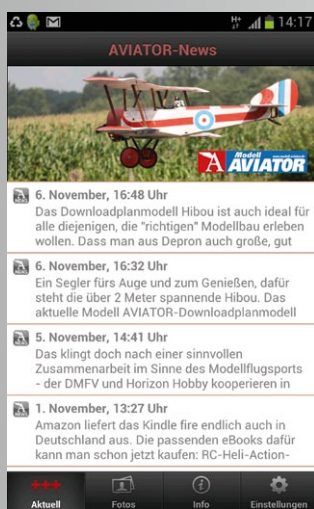 H+ 14:17
AVIATOR-News
Modell
AVIATOR
6. November, 16:48 Uhr
Das Downloadplanmodell Hibou ist auch ideal für
alle diejenigen, die "richtigen" Modellbau erleben
wollen. Dass man aus Depron auch große, gut
6. November, 16:32 Uhr
Ein Segler fürs Auge und zum Genießen, dafür
steht die über 2 Meter spannende Hibou. Das
aktuelle Modell AVIATOR-Downloadplanmodell
5. November, 14:41 Uhr
Das klingt doch nach einer sinnvollen
Zusammenarbeit im Sinne des Modellflugsports
- der DMFV und Horizon Hobby kooperieren in
1. November, 13:27 Uhr
Amazon liefert das Kindle fire endlich auch in
Deutschland aus. Die passenden eBooks dafür
kann man schon jetzt kaufen: RC-Heli-Action-
Aktuell Fotos Info Einstellungen